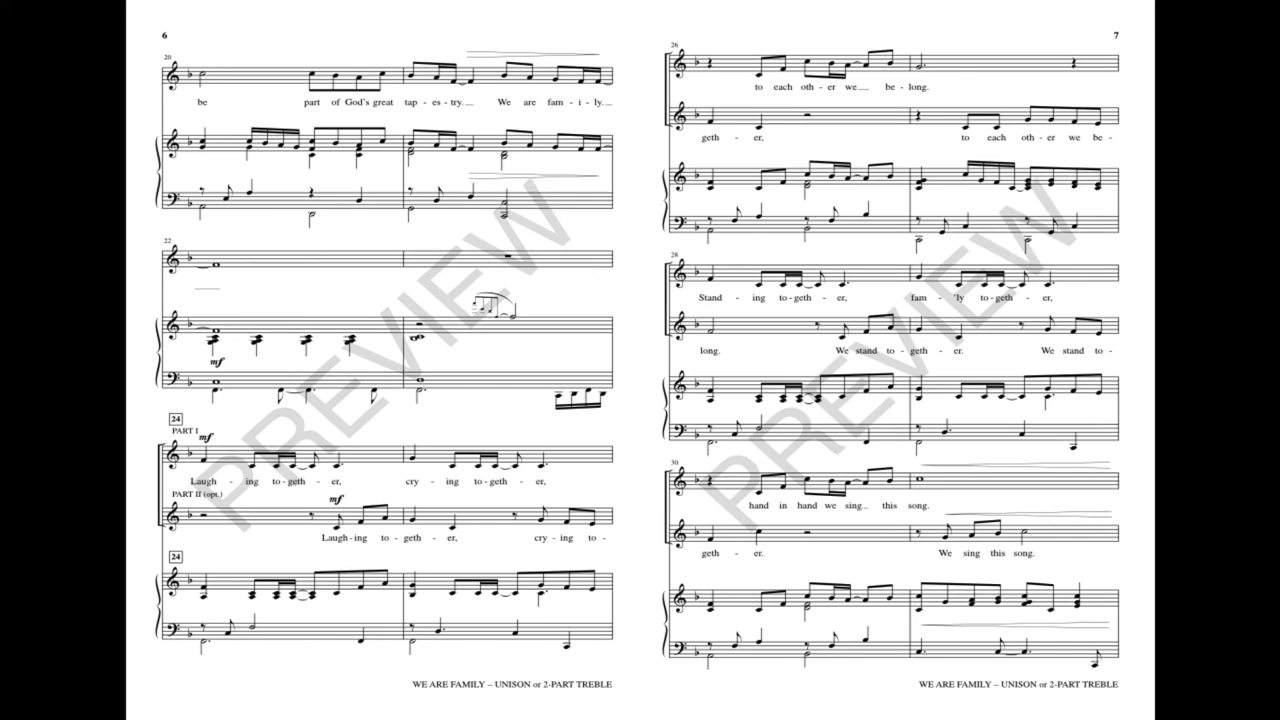 6
20
be part of God's great tap - es - try. We are fam - i - ly.
22
mf
24
PART I
mf
Laugh - ing to-geth - er, cry - ing to-geth - er,
PART II (opt.)
mf
Laugh-ing to - geth - er, cry - ing to -
24
WE ARE FAMILY – UNISON or 2-PART TREBLE
7
26
to each oth - er we be - long.
geth - er, to each oth - er we be -
28
Stand - ing to-geth - er, fam - 'ly to-geth - er,
long. We stand to - geth - er. We stand to -
30
hand in hand we sing this song.
geth - er. We sing this song.
WE ARE FAMILY – UNISON or 2-PART TREBLE
PREVIEW
PREVIEW